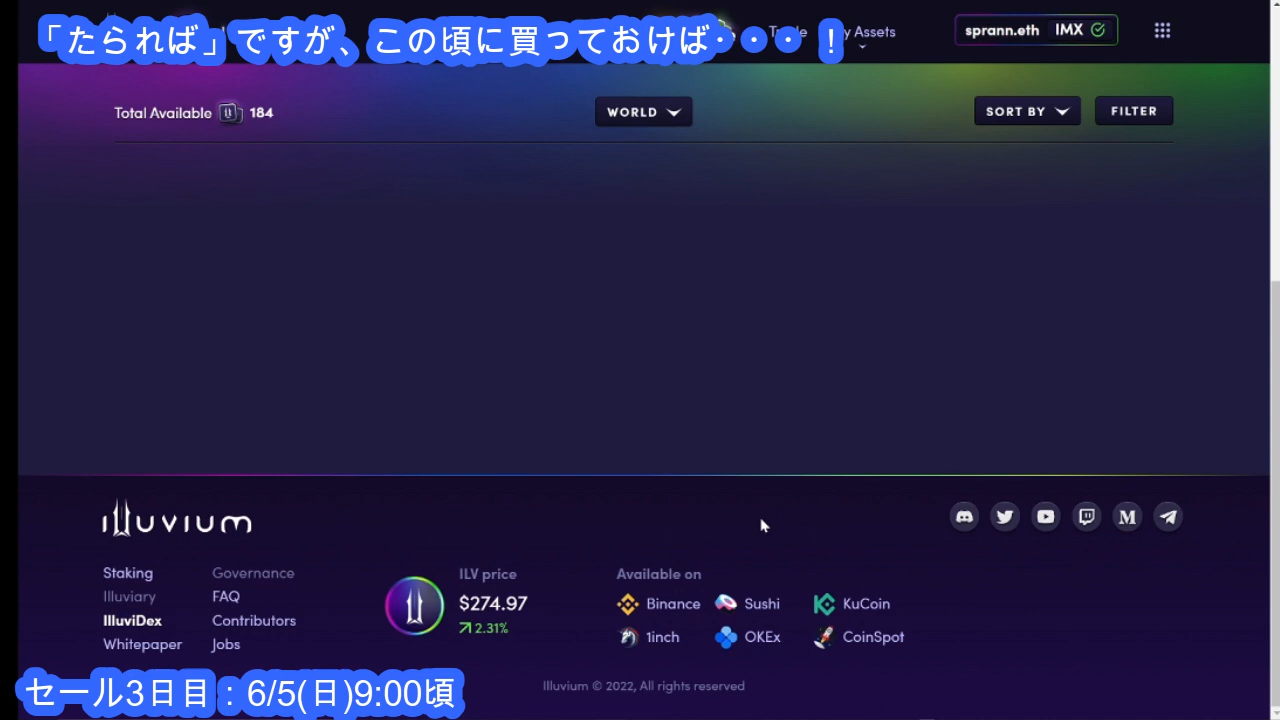 「たられば」ですが、この頃に買っておけば・・・！
Assets
sprann.eth IMX
Total Available 184
WORLD
SORT BY
FILTER
illuvium
Staking
Governance
Illuviary
FAQ
IlluviDex
Contributors
Whitepaper
Jobs
ILV price
$274.97
2.31%
Available on
Binance
Sushi
KuCoin
1inch
OKEx
CoinSpot
Illuvium © 2022, All rights reserved
セール3日目：6/5(日)9:00頃